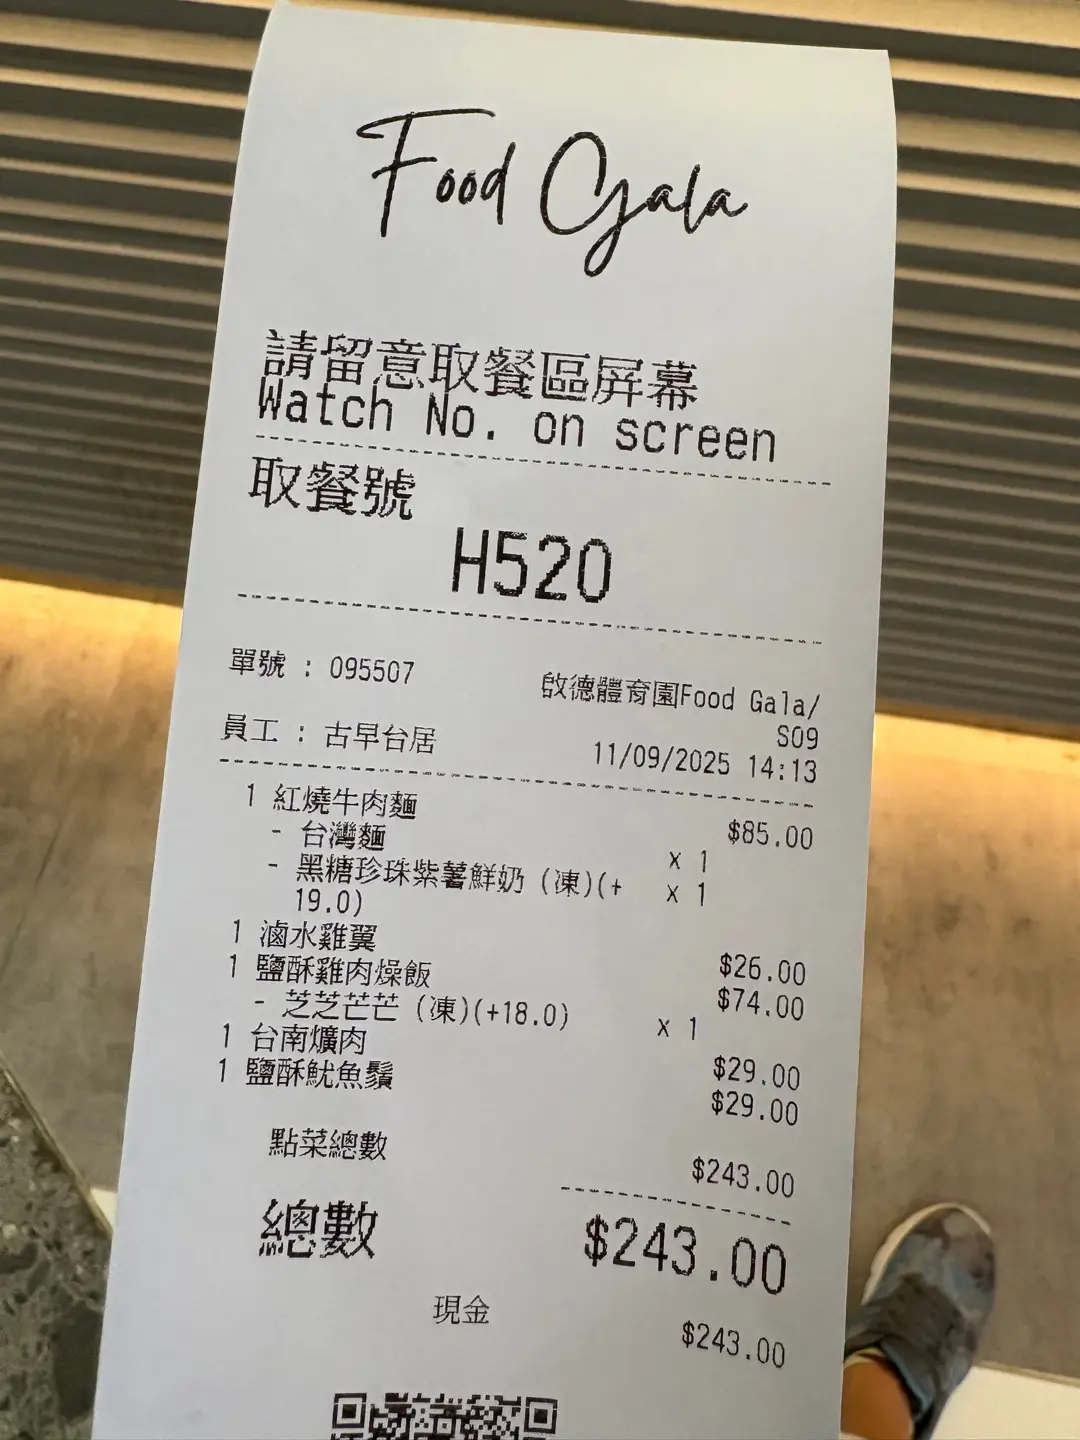 Food Gala
請留意取餐區屏幕
Watch No. on screen
取餐號
H520
單號 : 095507
啟德體育園Food Gala/
S09
員工 : 古早台居
11/09/2025 14:13
1 紅燒牛肉麵 $85.00
- 台灣麵 x 1
- 黑糖珍珠紫薯鮮奶 (凍)(+ x 1
19.0)
1 滷水雞翼 $26.00
1 鹽酥雞肉燥飯 $74.00
- 芝芝芒芒 (凍)(+18.0) x 1
1 台南爌肉 $29.00
1 鹽酥魷魚鬚 $29.00
點菜總數 $243.00
總數 $243.00
現金 $243.00